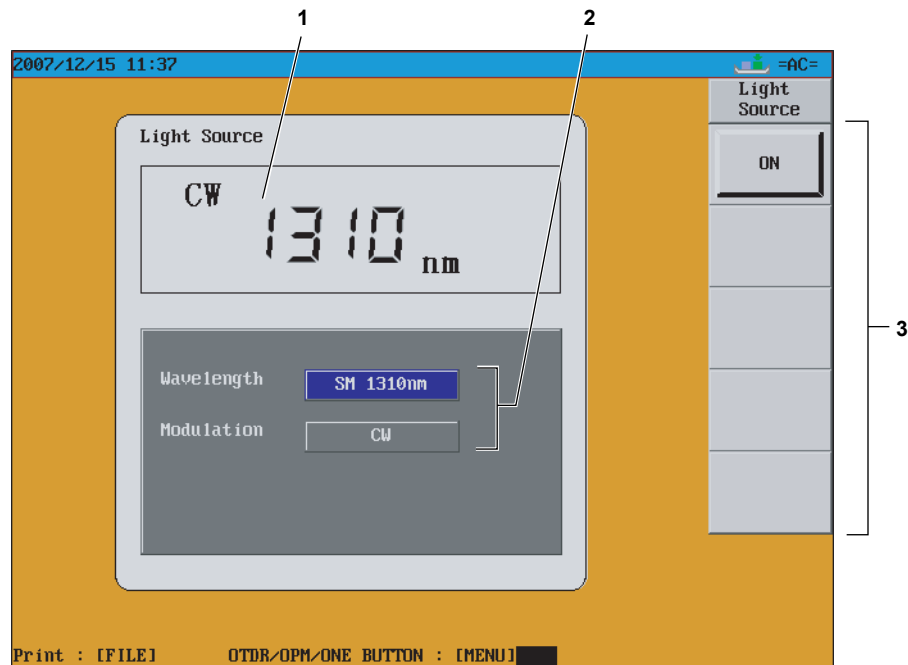 1 2
2007/12/15 11:37 =AC=
Light
Source
Light Source
ON
CW
1310 nm
3
Wavelength SM 1310nm
Modulation CW
Print : [FILE] OTDR/OPM/ONE BUTTON : [MENU]